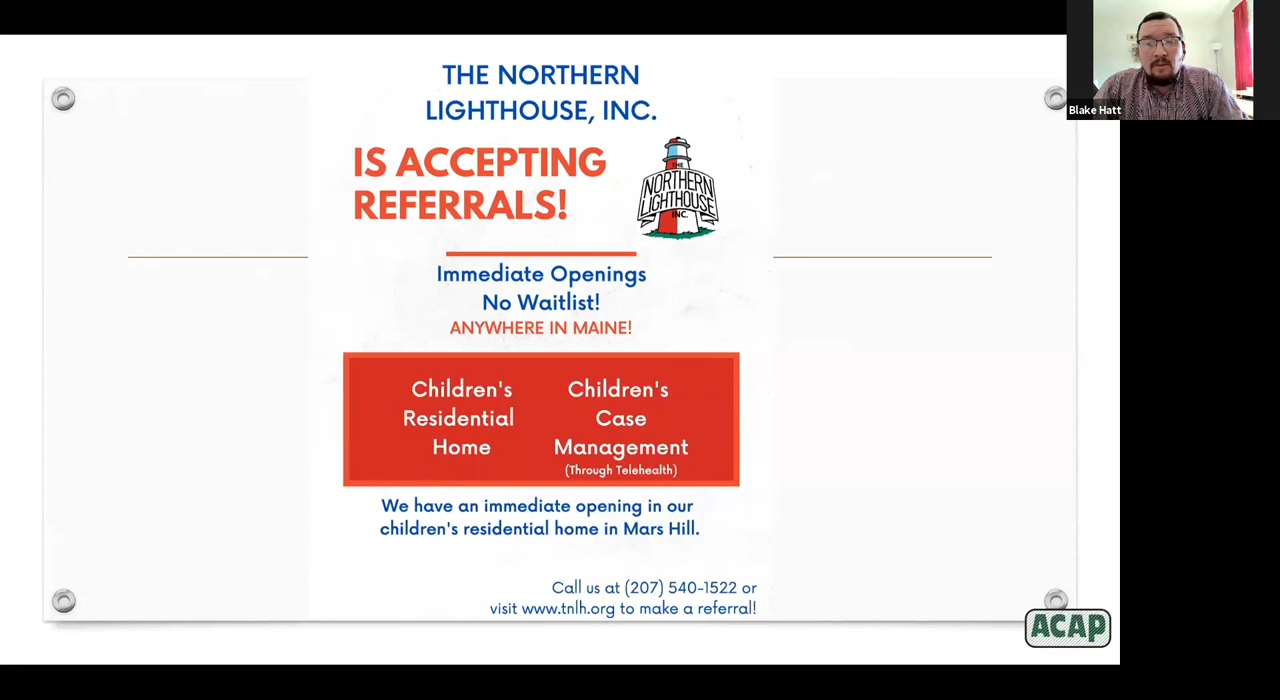 THE NORTHERN
LIGHTHOUSE, INC.
IS ACCEPTING
REFERRALS!
THE
NORTHERN
LIGHTHOUSE
INC.
Immediate Openings
No Waitlist!
ANYWHERE IN MAINE!
Children's
Residential
Home
Children's
Case
Management
(Through Telehealth)
We have an immediate opening in our
children's residential home in Mars Hill.
Call us at (207) 540-1522 or
visit www.tnlh.org to make a referral!
ACAP
Blake Hatt